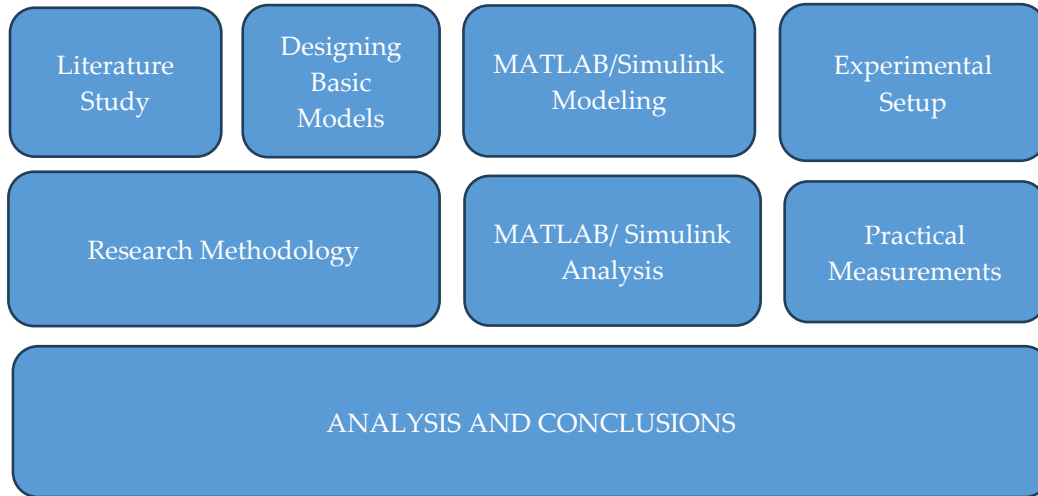 Literature
Study
Designing
Basic
Models
MATLAB/Simulink
Modeling
Experimental
Setup
Research Methodology
MATLAB/ Simulink
Analysis
Practical
Measurements
ANALYSIS AND CONCLUSIONS